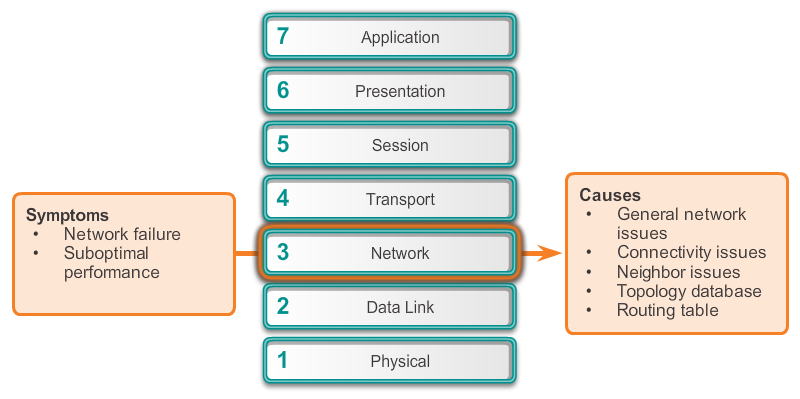 7 Application
6 Presentation
5 Session
4 Transport
3 Network
2 Data Link
1 Physical
Symptoms
• Network failure
• Suboptimal
performance
Causes
• General network
issues
• Connectivity issues
• Neighbor issues
• Topology database
• Routing table